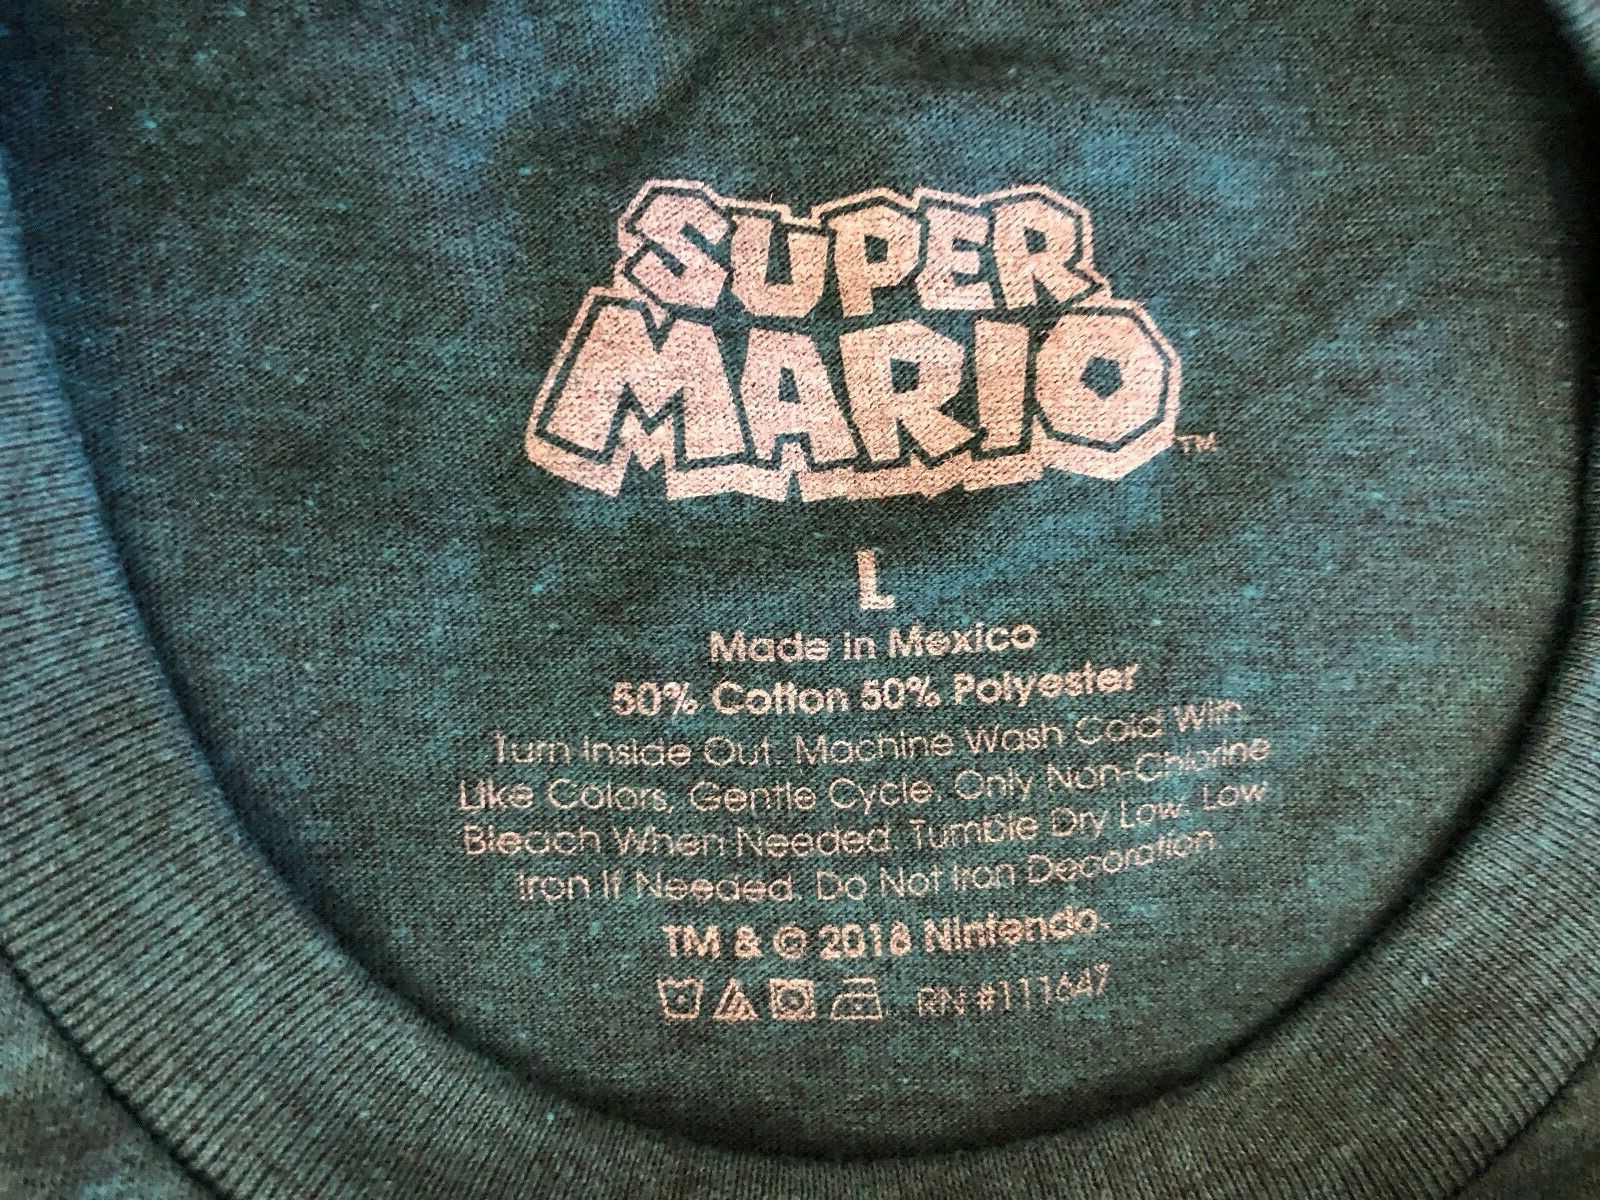 SUPER
MARIO™
L
Made in Mexico
50% Cotton 50% Polyester
Turn Inside Out. Machine Wash Cold With
Like Colors, Gentle Cycle. Only Non-Chlorine
Bleach When Needed. Tumble Dry Low. Low
Iron If Needed. Do Not Iron Decoration.
TM & © 2018 Nintendo.
RN #111647